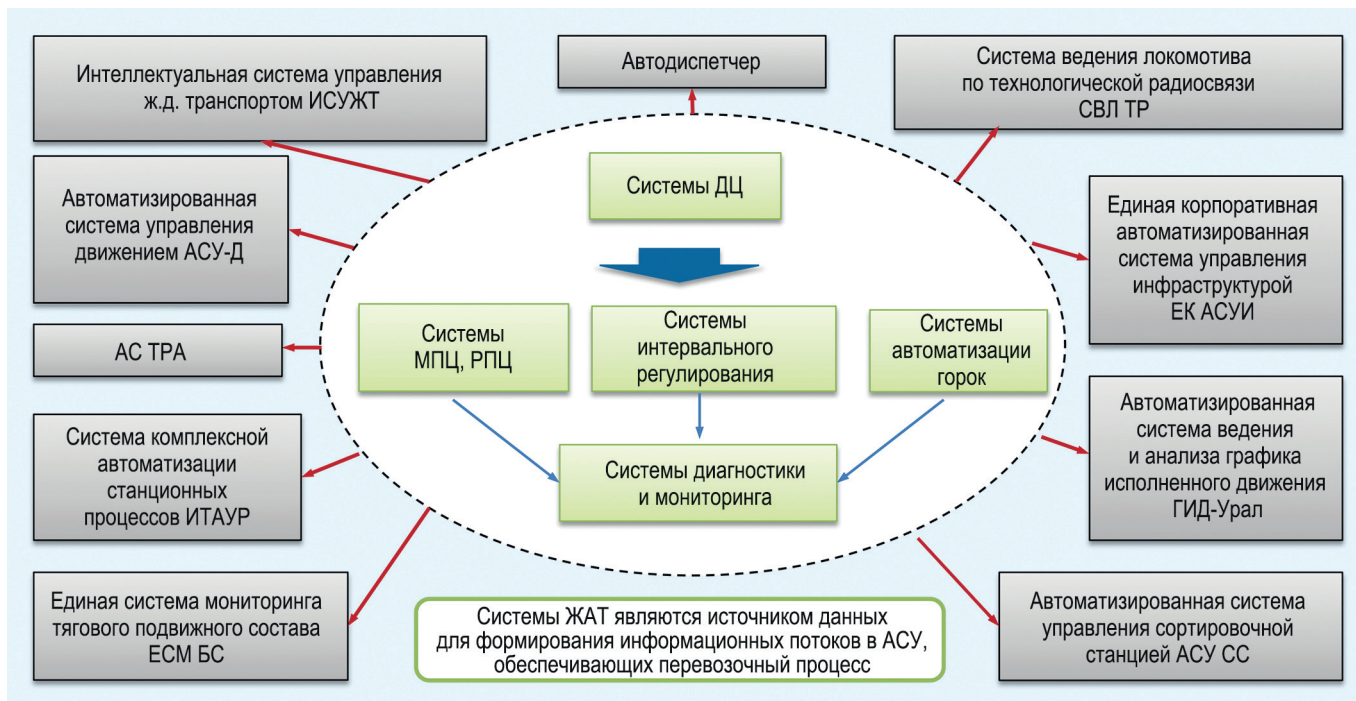 Интеллектуальная система управления
ж.д. транспортом ИСУЖТ
Автодиспетчер
Система ведения локомотива
по технологической радиосвязи
СВЛ ТР
Автоматизированная
система управления
движением АСУ-Д
Системы ДЦ
Единая корпоративная
автоматизированная
система управления
инфраструктурой
ЕК АСУИ
АС ТРА
Системы
МПЦ, РПЦ
Системы
интервального
регулирования
Системы
автоматизации
горок
Система комплексной
автоматизации
станционных
процессов ИТАУР
Системы диагностики
и мониторинга
Автоматизированная
система ведения
и анализа графика
исполненного движения
ГИД-Урал
Единая система мониторинга
тягового подвижного состава
ЕСМ БС
Системы ЖАТ являются источником данных
для формирования информационных потоков в АСУ,
обеспечивающих перевозочный процесс
Автоматизированная система
управления сортировочной
станцией АСУ СС